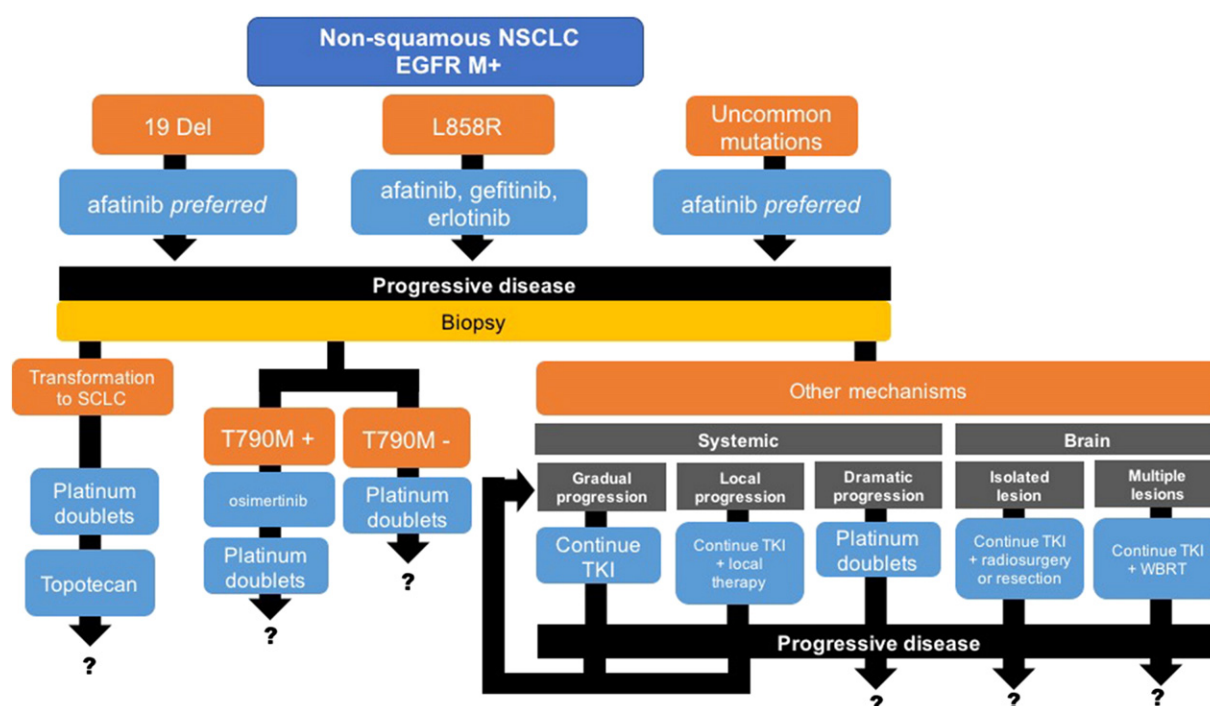 Non-squamous NSCLC
EGFR M+
19 Del
L858R
Uncommon
mutations
afatinib preferred
afatinib, gefitinib,
erlotinib
afatinib preferred
Progressive disease
Biopsy
Transformation
to SCLC
Platinum
doublets
Topotecan
?
T790M +
osimertinib
Platinum
doublets
?
T790M -
Platinum
doublets
?
Other mechanisms
Systemic
Brain
Gradual
progression
Local
progression
Dramatic
progression
Isolated
lesion
Multiple
lesions
Continue
TKI
Continue TKI
+ local
therapy
Platinum
doublets
Continue TKI
+ radiosurgery
or resection
Continue TKI
+ WBRT
Progressive disease
?
?
?